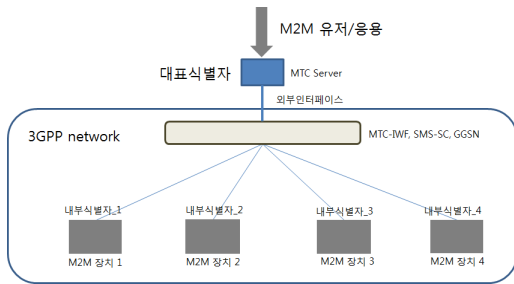 M2M 유저/응용
대표식별자
MTC Server
외부인터페이스
3GPP network
MTC-IWF, SMS-SC, GGSN
내부식별자_1
내부식별자_2
내부식별자_3
내부식별자_4
M2M 장치 1
M2M 장치 2
M2M 장치 3
M2M 장치 4